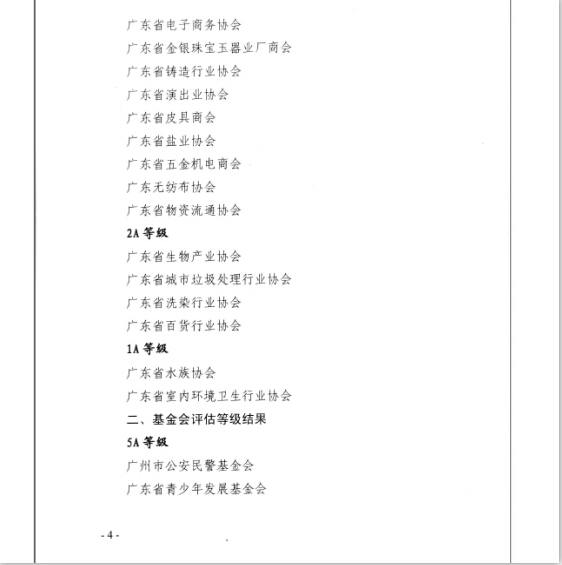 广东省电子商务协会
广东省金银珠宝玉器业厂商会
广东省铸造行业协会
广东省演出业协会
广东省皮具商会
广东省盐业协会
广东省五金机电商会
广东无纺布协会
广东省物资流通协会
2A 等级
广东省生物产业协会
广东省城市垃圾处理行业协会
广东省洗染行业协会
广东省百货行业协会
1A 等级
广东省水族协会
广东省室内环境卫生行业协会
二、基金会评估等级结果
5A 等级
广州市公安民警基金会
广东省青少年发展基金会
- 4 -